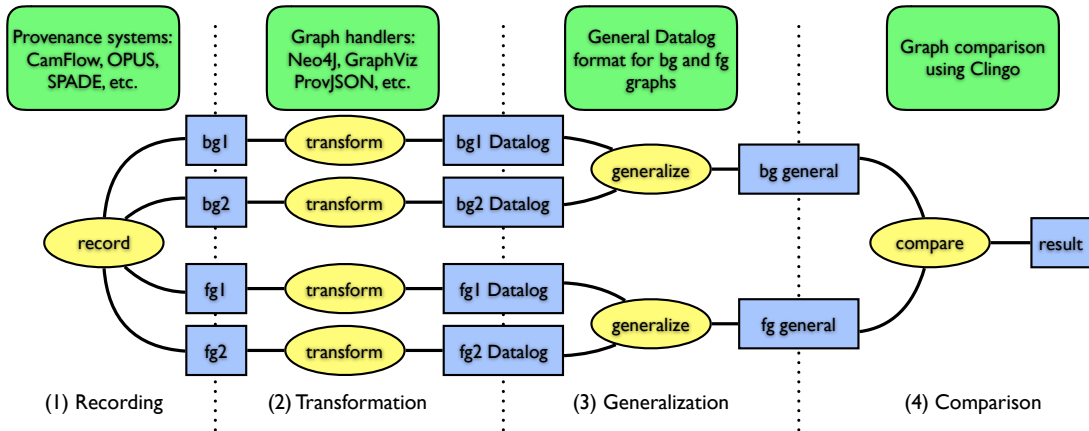 Provenance systems:
CamFlow, OPUS,
SPADE, etc.
Graph handlers:
Neo4J, GraphViz
ProvJSON, etc.
General Datalog
format for bg and fg
graphs
Graph comparison
using Clingo
bg1
transform
bg1 Datalog
generalize
bg general
bg2
transform
bg2 Datalog
record
compare
result
fg1
transform
fg1 Datalog
generalize
fg general
fg2
transform
fg2 Datalog
(1) Recording
(2) Transformation
(3) Generalization
(4) Comparison